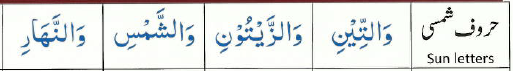 حروف شمسی
Sun letters
وَالتِّيْنِ وَالزَّيْتُوْنِ وَالشَّمْسِ وَالنَّهَارِ